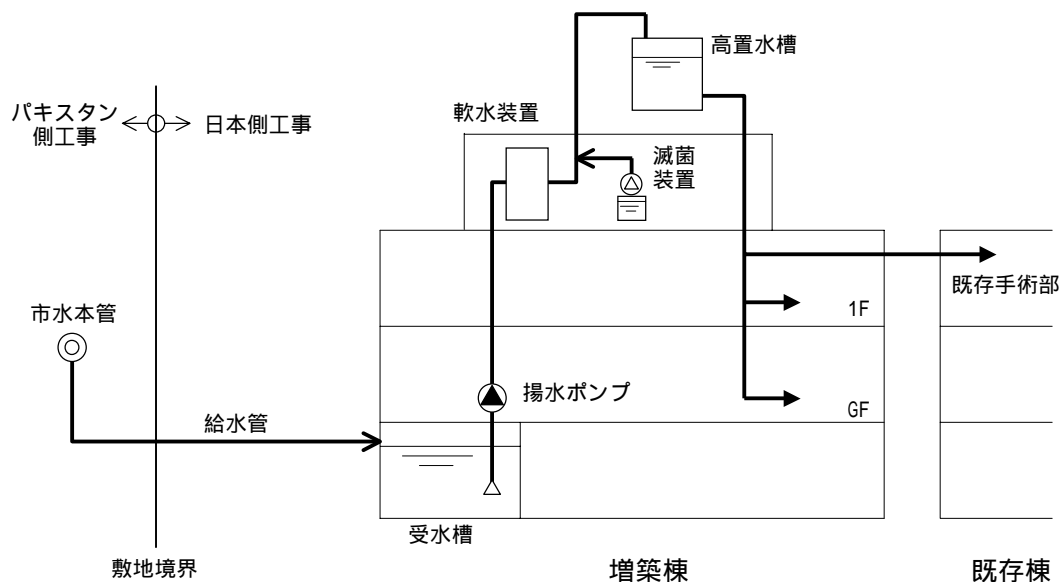 高置水槽
パキスタン
側工事
日本側工事
軟水装置
滅菌
装置
既存手術部
市水本管
1F
揚水ポンプ
GF
給水管
受水槽
敷地境界
増築棟
既存棟